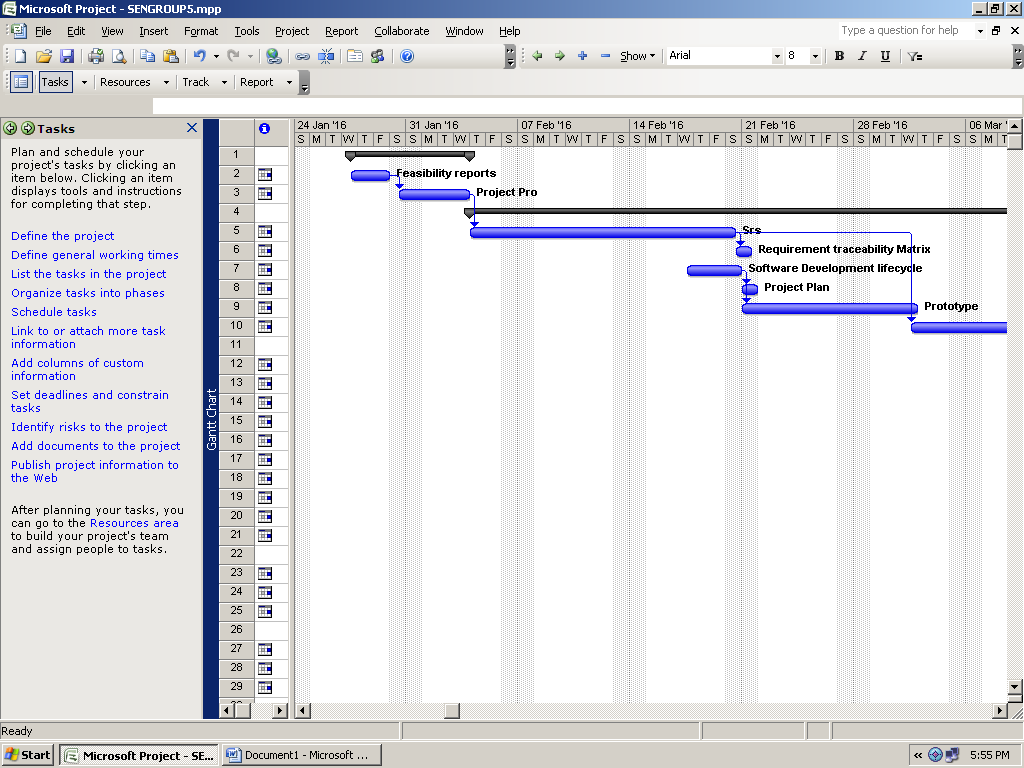 Microsoft Project - SENGROUP5.mpp
File Edit View Insert Format Tools Project Report Collaborate Window Help
Type a question for help
Show Arial 8 B I U
Tasks Resources Track Report
Tasks
Plan and schedule your
project's tasks by clicking an
item below. Clicking an item
displays tools and instructions
for completing that step.
Define the project
Define general working times
List the tasks in the project
Organize tasks into phases
Schedule tasks
Link to or attach more task
information
Add columns of custom
information
Set deadlines and constrain
tasks
Identify risks to the project
Add documents to the project
Publish project information to
the Web
After planning your tasks, you
can go to the Resources area
to build your project's team
and assign people to tasks.
Gantt Chart
24 Jan '16 31 Jan '16 07 Feb '16 14 Feb '16 21 Feb '16 28 Feb '16 06 Mar '
S M T W T F S S M T W T F S S M T W T F S S M T W T F S S M T W T F S S M T W T F S S M T
1
2 Feasibility reports
3 Project Pro
4
5 Srs
6 Requirement traceability Matrix
7 Software Development lifecycle
8 Project Plan
9 Prototype
10
11
12
13
14
15
16
17
18
19
20
21
22
23
24
25
26
27
28
29
Ready
Start Microsoft Project - SE... Document1 - Microsoft ... « 5:55 PM